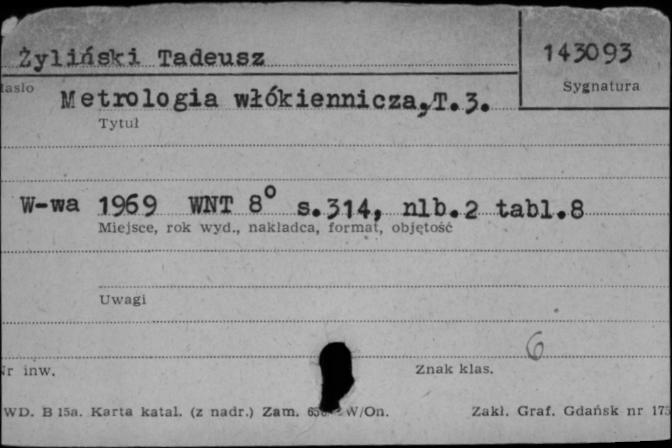 Żyliński Tadeusz
143093
Hasło
Sygnatura
Metrologia włókiennicza, T.3.
Tytuł
W-wa 1969 WNT 8° s.314, nlb.2 tabl.8
Miejsce, rok wyd., nakładca, format, objętość
Uwagi
6
Nr inw.
Znak klas.
WD. B 15a. Karta katal. (z nadr.) Zam. W/On.
Zakł. Graf. Gdańsk nr 175